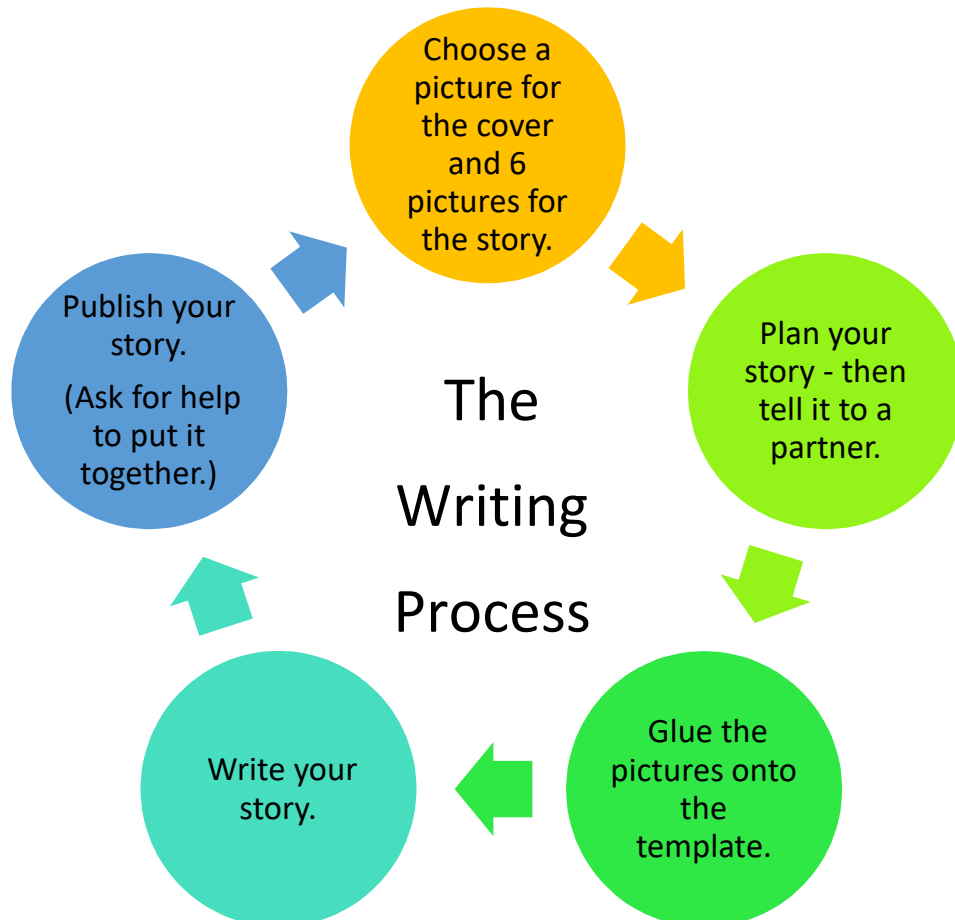 Choose a
picture for
the cover
and 6
pictures for
the story.
Plan your
story - then
tell it to a
partner.
Glue the
pictures onto
the
template.
Write your
story.
Publish your
story.
(Ask for help
to put it
together.)
The
Writing
Process